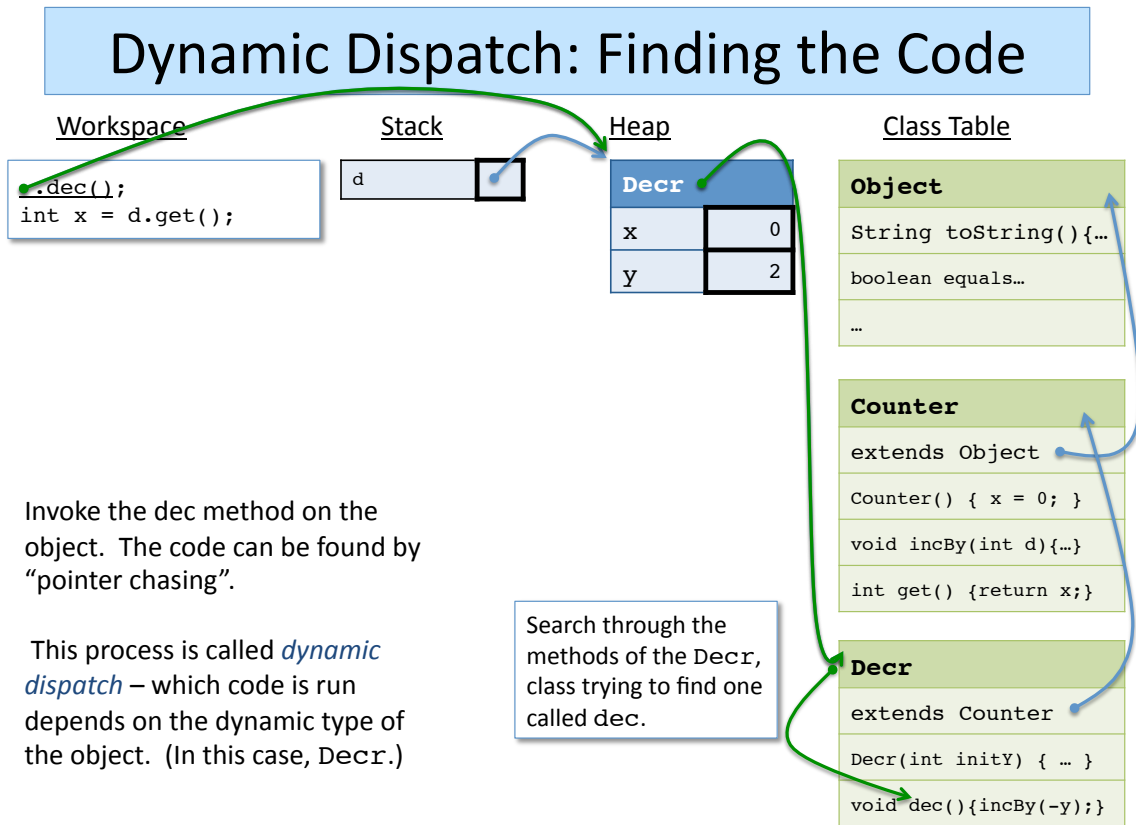 Dynamic Dispatch: Finding the Code
Workspace
Stack
Heap
Class Table
.dec();
int x = d.get();
d
Decr
x 0
y 2
Object
String toString(){…
boolean equals…
…
Counter
extends Object
Counter() { x = 0; }
void incBy(int d){…}
int get() {return x;}
Decr
extends Counter
Decr(int initY) { … }
void dec(){incBy(-y);}
Invoke the dec method on the
object. The code can be found by
“pointer chasing”.
This process is called dynamic
dispatch – which code is run
depends on the dynamic type of
the object. (In this case, Decr.)
Search through the
methods of the Decr,
class trying to find one
called dec.